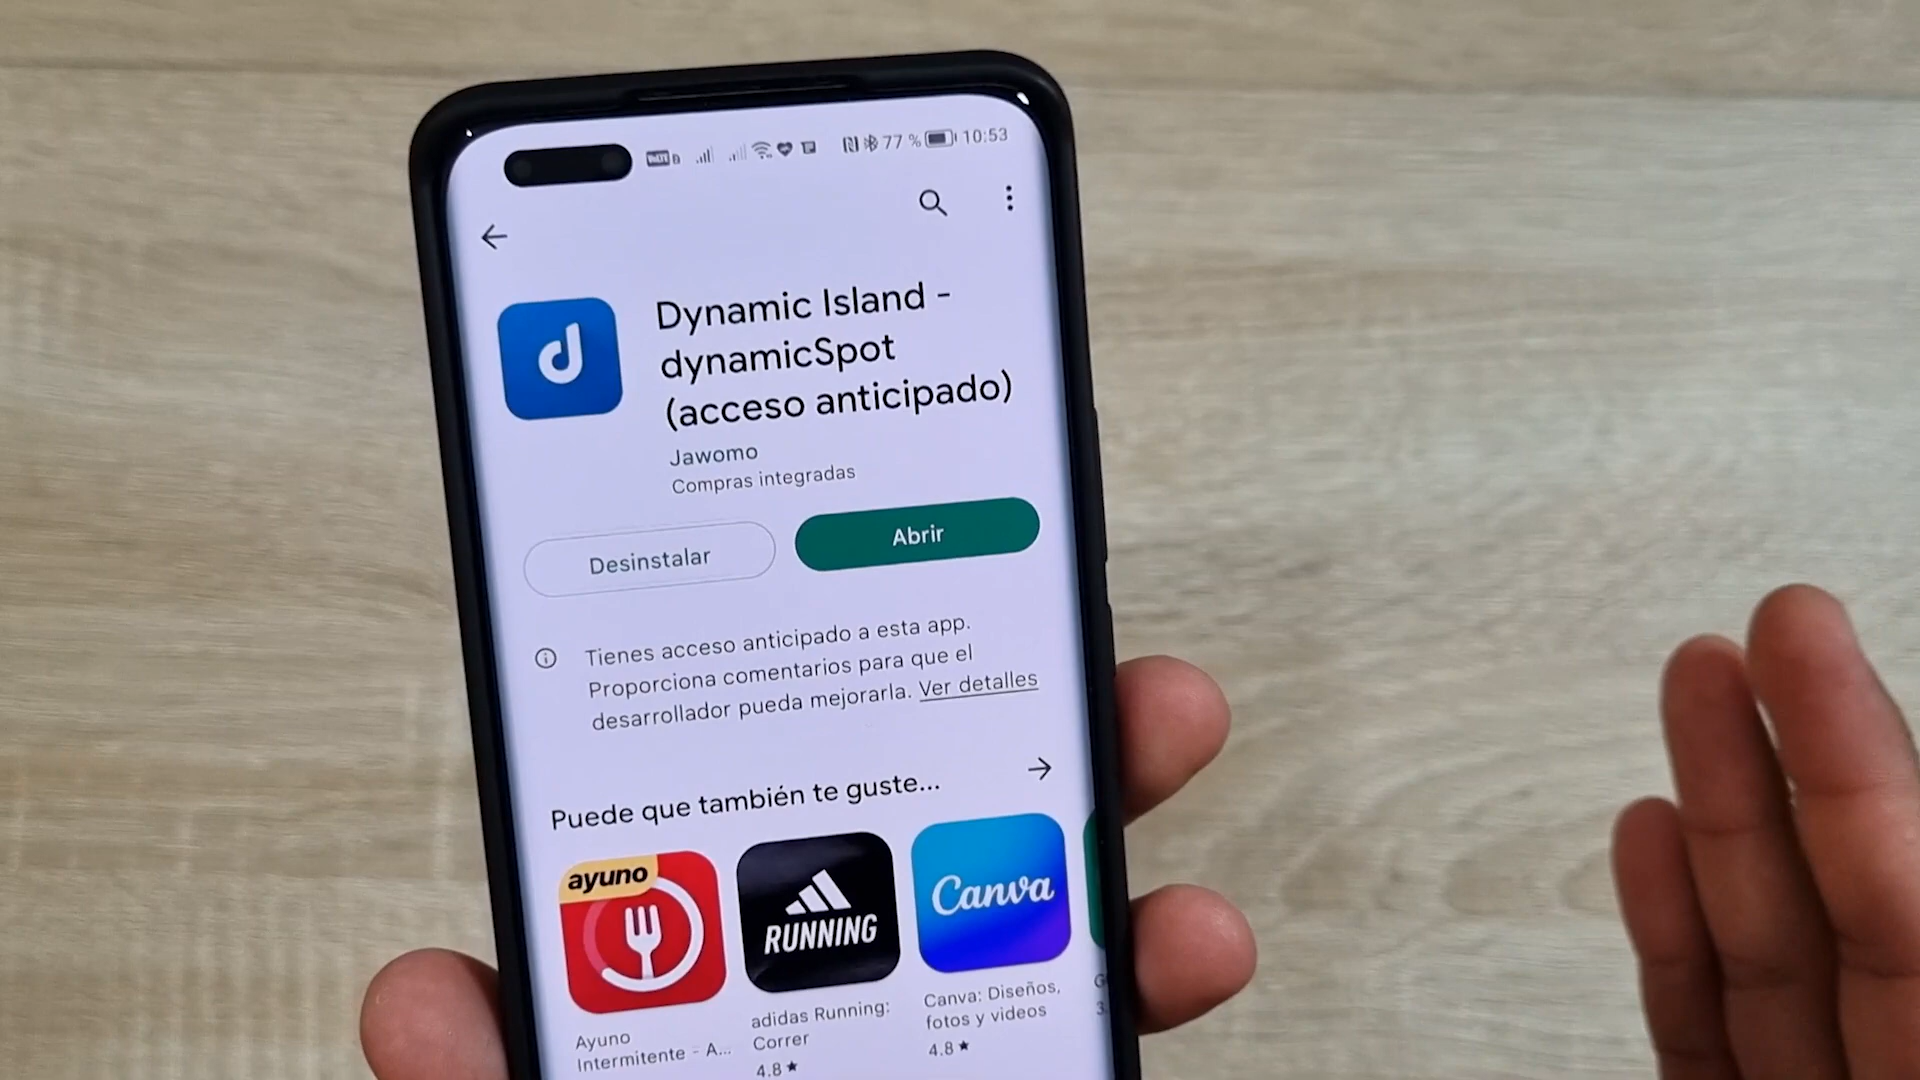 77 % 10:53
Dynamic Island -
dynamicSpot
(acceso anticipado)
Jawomo
Compras integradas
Desinstalar
Abrir
Tienes acceso anticipado a esta app.
Proporciona comentarios para que el
desarrollador pueda mejorarla. Ver detalles
Puede que también te guste...
ayuno
RUNNING
Canva
Ayuno
Intermitente - A...
adidas Running:
Correr
4.8 ★
Canva: Diseños,
fotos y videos
4.8 ★